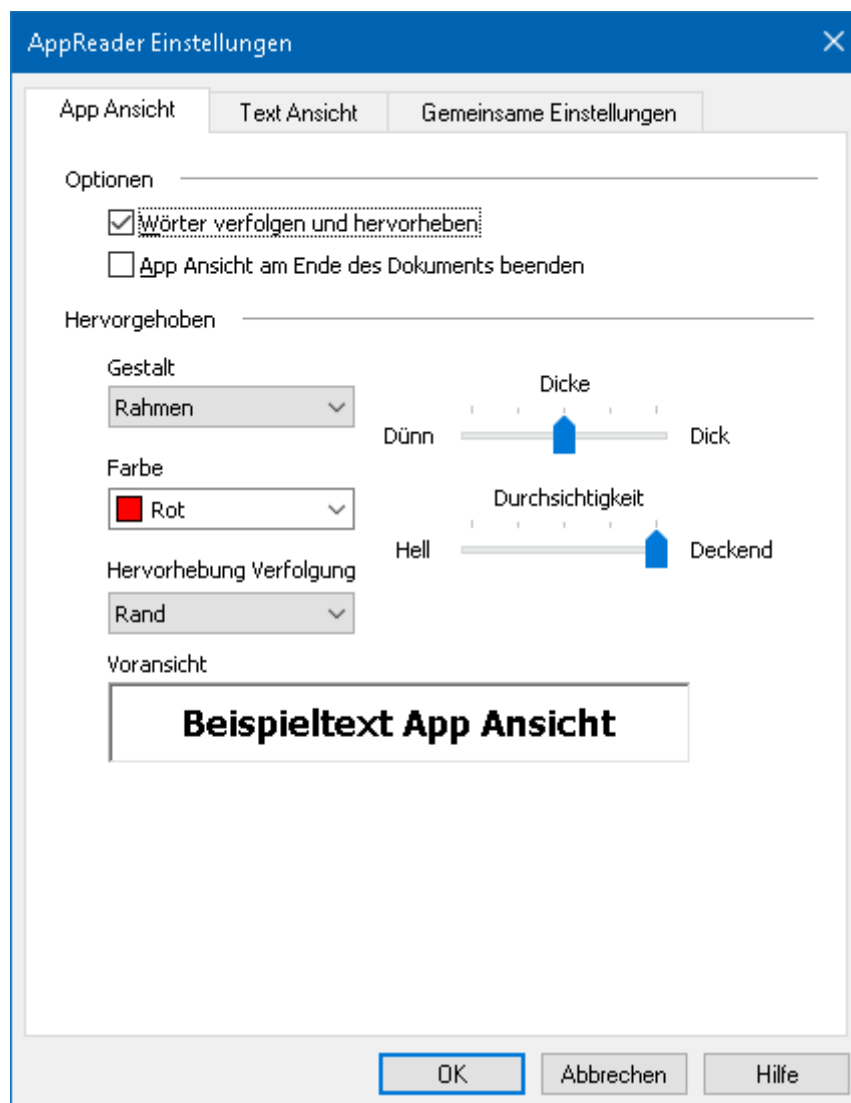 AppReader Einstellungen
App Ansicht
Text Ansicht
Gemeinsame Einstellungen
Optionen
Wörter verfolgen und hervorheben
App Ansicht am Ende des Dokuments beenden
Hervorgehoben
Gestalt
Rahmen
Dicke
Dünn
Dick
Farbe
Rot
Durchsichtigkeit
Hell
Deckend
Hervorhebung Verfolgung
Rand
Voransicht
Beispieltext App Ansicht
OK
Abbrechen
Hilfe